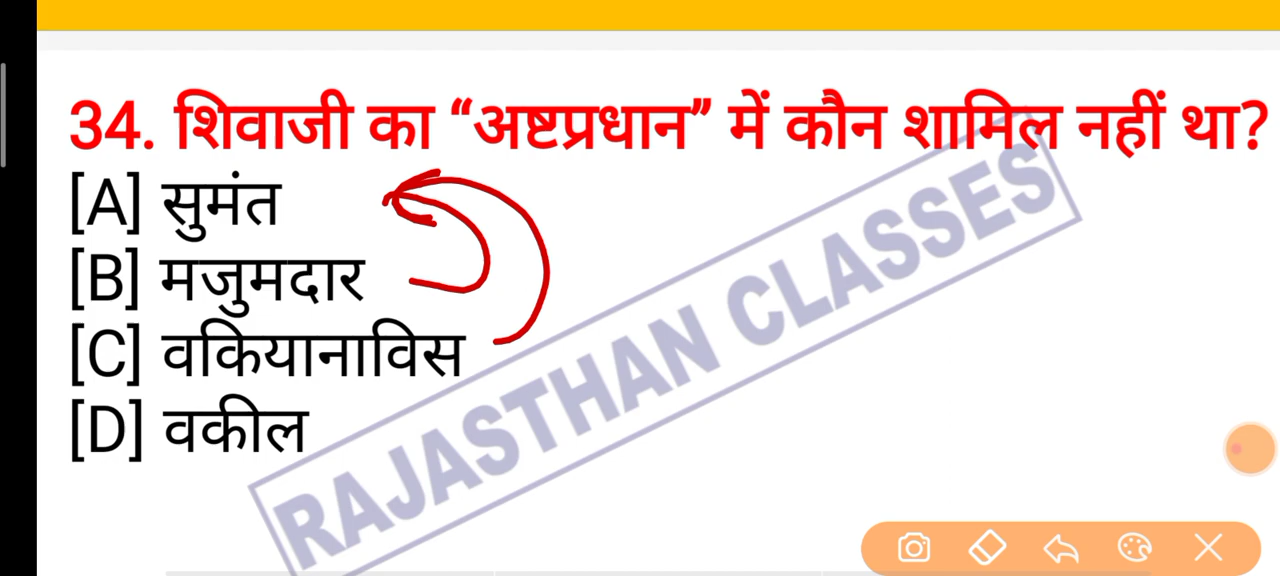 34. शिवाजी का “अष्टप्रधान” में कौन शामिल नहीं था?
[A] सुमंत
[B] मजुमदार
[C] वकियानाविस
[D] वकील
RAJASTHAN CLASSES